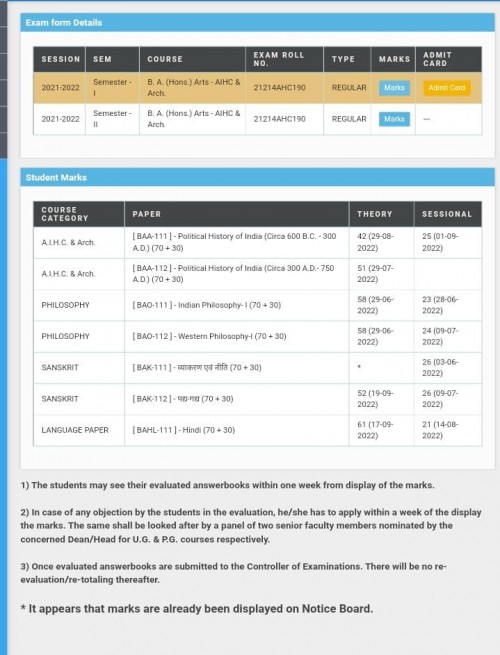 Exam form Details
SESSION SEM COURSE EXAM ROLL NO. TYPE MARKS ADMIT CARD
2021-2022 Semester - I B. A. (Hons.) Arts - AIHC & Arch. 21214AHC190 REGULAR Marks Admit Card
2021-2022 Semester - II B. A. (Hons.) Arts - AIHC & Arch. 21214AHC190 REGULAR Marks ---
Student Marks
COURSE CATEGORY PAPER THEORY SESSIONAL
A.I.H.C. & Arch. [ BAA-111 ] - Political History of India (Circa 600 B.C. - 300 A.D.) (70 + 30) 42 (29-08-2022) 25 (01-09-2022)
A.I.H.C. & Arch. [ BAA-112 ] - Political History of India (Circa 300 A.D.- 750 A.D.) (70 + 30) 51 (29-07-2022)
PHILOSOPHY [ BAO-111 ] - Indian Philosophy- I (70 + 30) 58 (29-06-2022) 23 (28-06-2022)
PHILOSOPHY [ BAO-112 ] - Western Philosophy-I (70 + 30) 58 (29-06-2022) 24 (09-07-2022)
SANSKRIT [ BAK-111 ] - व्याकरण एवं नीति (70 + 30) * 26 (03-06-2022)
SANSKRIT [ BAK-112 ] - पद्य-गद्य (70 + 30) 52 (19-09-2022) 26 (09-07-2022)
LANGUAGE PAPER [ BAHL-111 ] - Hindi (70 + 30) 61 (17-09-2022) 21 (14-08-2022)
1) The students may see their evaluated answerbooks within one week from display of the marks.
2) In case of any objection by the students in the evaluation, he/she has to apply within a week of the display
the marks. The same shall be looked after by a panel of two senior faculty members nominated by the
concerned Dean/Head for U.G. & P.G. courses respectively.
3) Once evaluated answerbooks are submitted to the Controller of Examinations. There will be no re-
evaluation/re-totaling thereafter.
* It appears that marks are already been displayed on Notice Board.